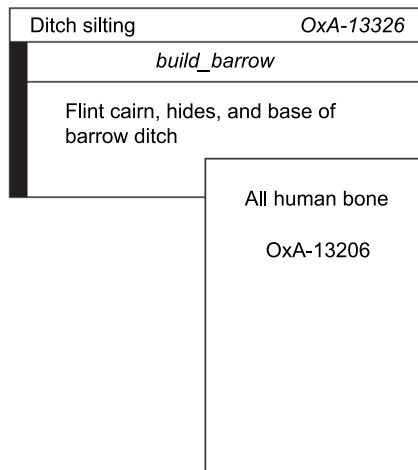 Ditch silting OxA-13326
build_barrow
Flint cairn, hides, and base of
barrow ditch
All human bone
OxA-13206